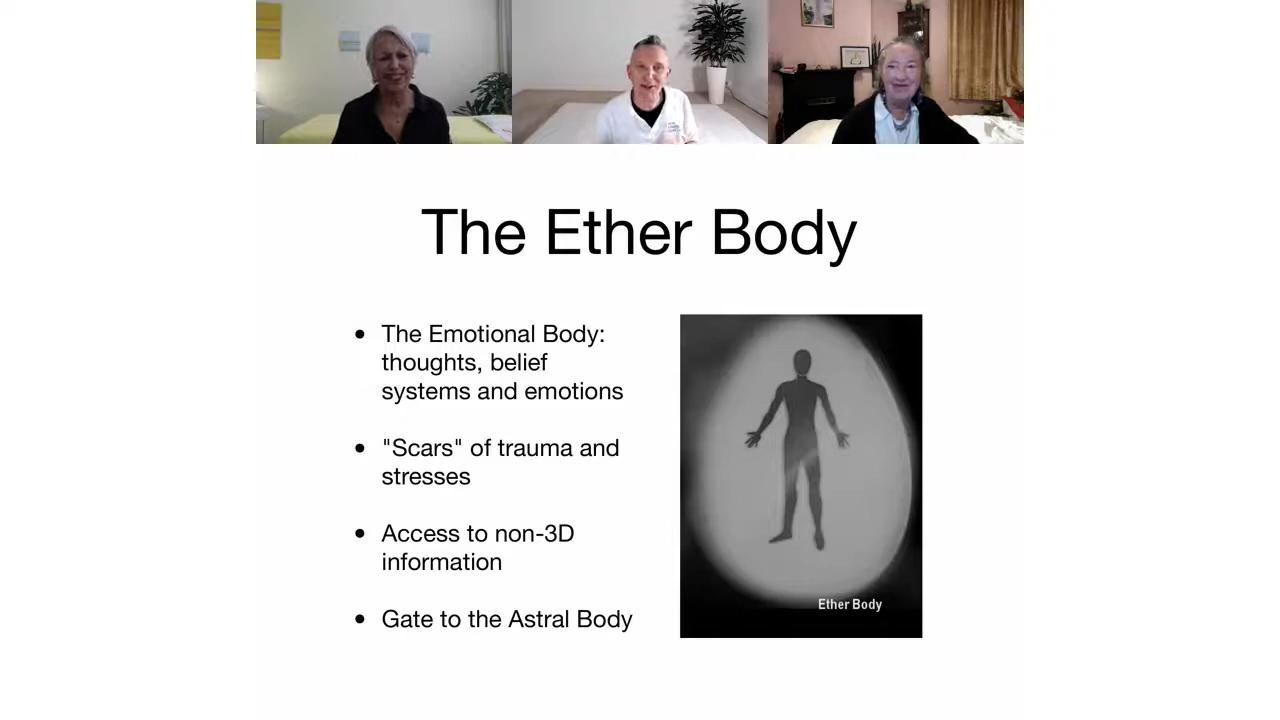 The Ether Body
• The Emotional Body:
thoughts, belief
systems and emotions
• "Scars" of trauma and
stresses
• Access to non-3D
information
• Gate to the Astral Body
Ether Body